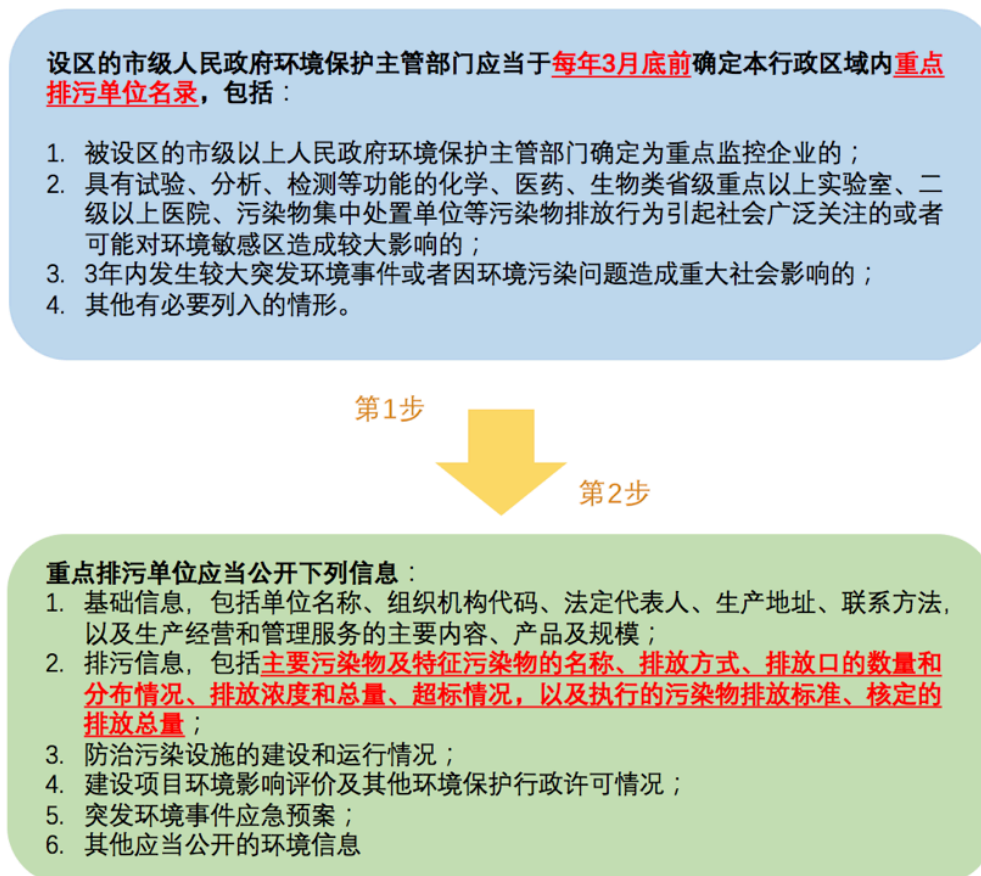 设区的市级人民政府环境保护主管部门应当于每年3月底前确定本行政区域内重点
排污单位名录，包括：
1. 被设区的市级以上人民政府环境保护主管部门确定为重点监控企业的；
2. 具有试验、分析、检测等功能的化学、医药、生物类省级重点以上实验室、二
级以上医院、污染物集中处置单位等污染物排放行为引起社会广泛关注的或者
可能对环境敏感区造成较大影响的；
3. 3年内发生较大突发环境事件或者因环境污染问题造成重大社会影响的；
4. 其他有必要列入的情形。
第1步
第2步
重点排污单位应当公开下列信息：
1. 基础信息，包括单位名称、组织机构代码、法定代表人、生产地址、联系方法，
以及生产经营和管理服务的主要内容、产品及规模；
2. 排污信息，包括主要污染物及特征污染物的名称、排放方式、排放口的数量和
分布情况、排放浓度和总量、超标情况，以及执行的污染物排放标准、核定的
排放总量；
3. 防治污染设施的建设和运行情况；
4. 建设项目环境影响评价及其他环境保护行政许可情况；
5. 突发环境事件应急预案；
6. 其他应当公开的环境信息